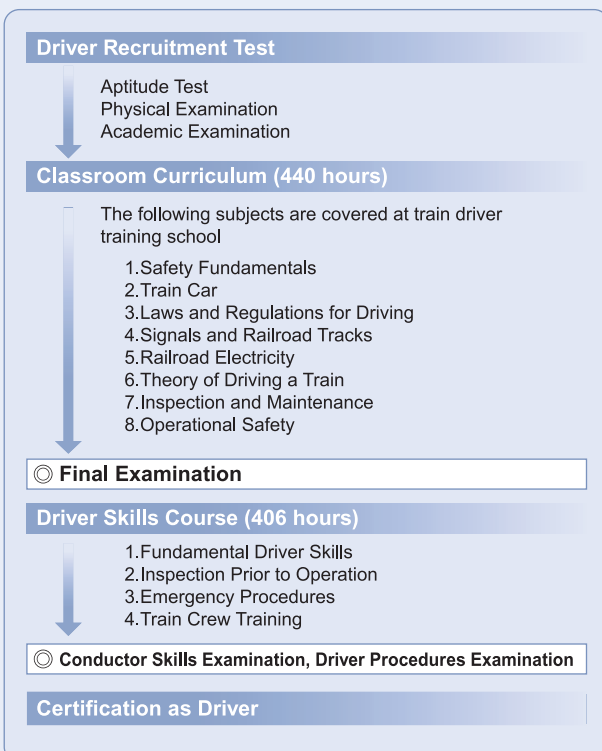 Driver Recruitment Test
Aptitude Test
Physical Examination
Academic Examination
Classroom Curriculum (440 hours)
The following subjects are covered at train driver
training school
1.Safety Fundamentals
2.Train Car
3.Laws and Regulations for Driving
4.Signals and Railroad Tracks
5.Railroad Electricity
6.Theory of Driving a Train
7.Inspection and Maintenance
8.Operational Safety
◎ Final Examination
Driver Skills Course (406 hours)
1.Fundamental Driver Skills
2.Inspection Prior to Operation
3.Emergency Procedures
4.Train Crew Training
◎ Conductor Skills Examination, Driver Procedures Examination
Certification as Driver